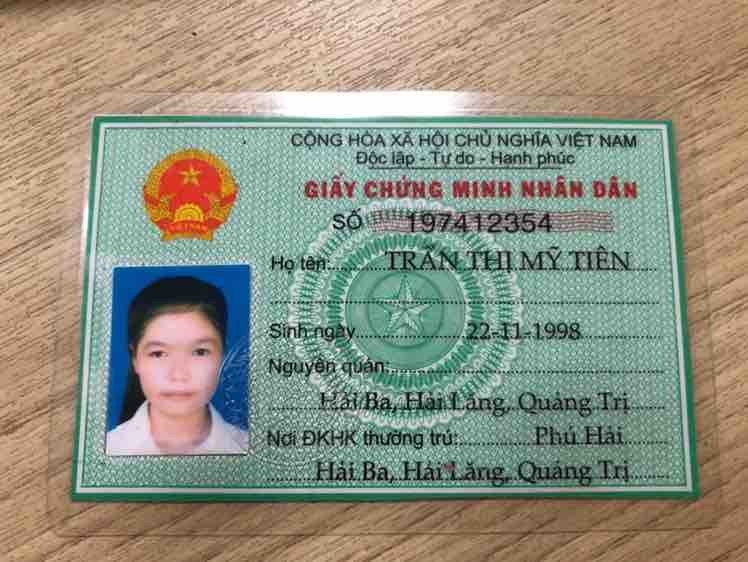 CỘNG HÒA XÃ HỘI CHỦ NGHĨA VIỆT NAM
Độc lập - Tự do - Hạnh phúc
GIẤY CHỨNG MINH NHÂN DÂN
SỐ 197412354
Họ tên: TRẦN THỊ MỸ TIÊN
Sinh ngày 22-11-1998
Nguyên quán:
Hải Ba, Hải Lăng, Quảng Trị
Nơi ĐKHK thường trú: Phú Hải
Hải Ba, Hải Lăng, Quảng Trị
VIỆT NAM